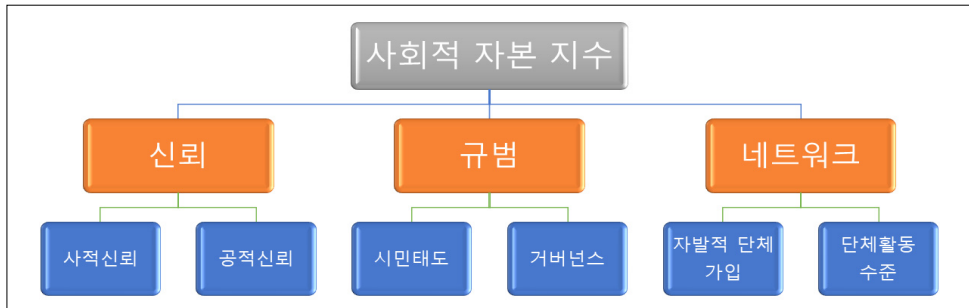 사회적 자본 지수
신뢰
규범
네트워크
사적신뢰
공적신뢰
시민태도
거버넌스
자발적 단체
가입
단체활동
수준